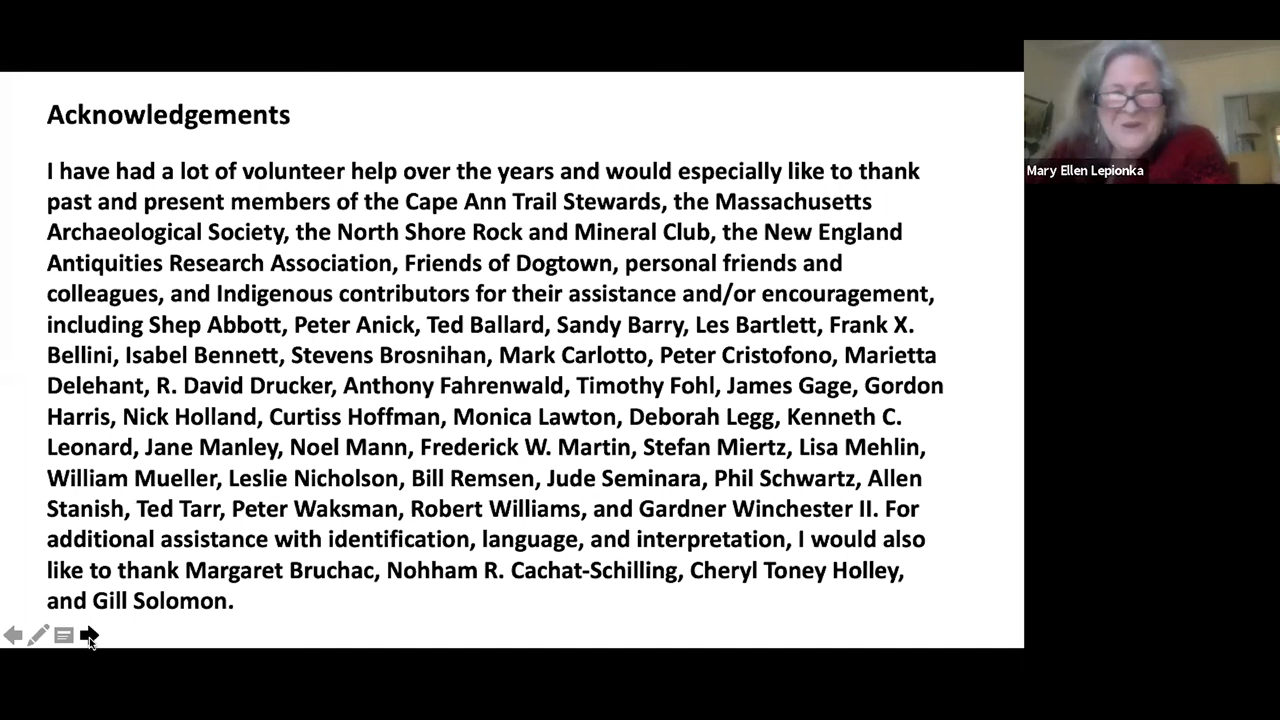 Acknowledgements
I have had a lot of volunteer help over the years and would especially like to thank
past and present members of the Cape Ann Trail Stewards, the Massachusetts
Archaeological Society, the North Shore Rock and Mineral Club, the New England
Antiquities Research Association, Friends of Dogtown, personal friends and
colleagues, and Indigenous contributors for their assistance and/or encouragement,
including Shep Abbott, Peter Anick, Ted Ballard, Sandy Barry, Les Bartlett, Frank X.
Bellini, Isabel Bennett, Stevens Brosnihan, Mark Carlotto, Peter Cristofono, Marietta
Delehant, R. David Drucker, Anthony Fahrenwald, Timothy Fohl, James Gage, Gordon
Harris, Nick Holland, Curtiss Hoffman, Monica Lawton, Deborah Legg, Kenneth C.
Leonard, Jane Manley, Noel Mann, Frederick W. Martin, Stefan Miertz, Lisa Mehlin,
William Mueller, Leslie Nicholson, Bill Remsen, Jude Seminara, Phil Schwartz, Allen
Stanish, Ted Tarr, Peter Waksman, Robert Williams, and Gardner Winchester II. For
additional assistance with identification, language, and interpretation, I would also
like to thank Margaret Bruchac, Nohham R. Cachat-Schilling, Cheryl Toney Holley,
and Gill Solomon.
Mary Ellen Lepionka